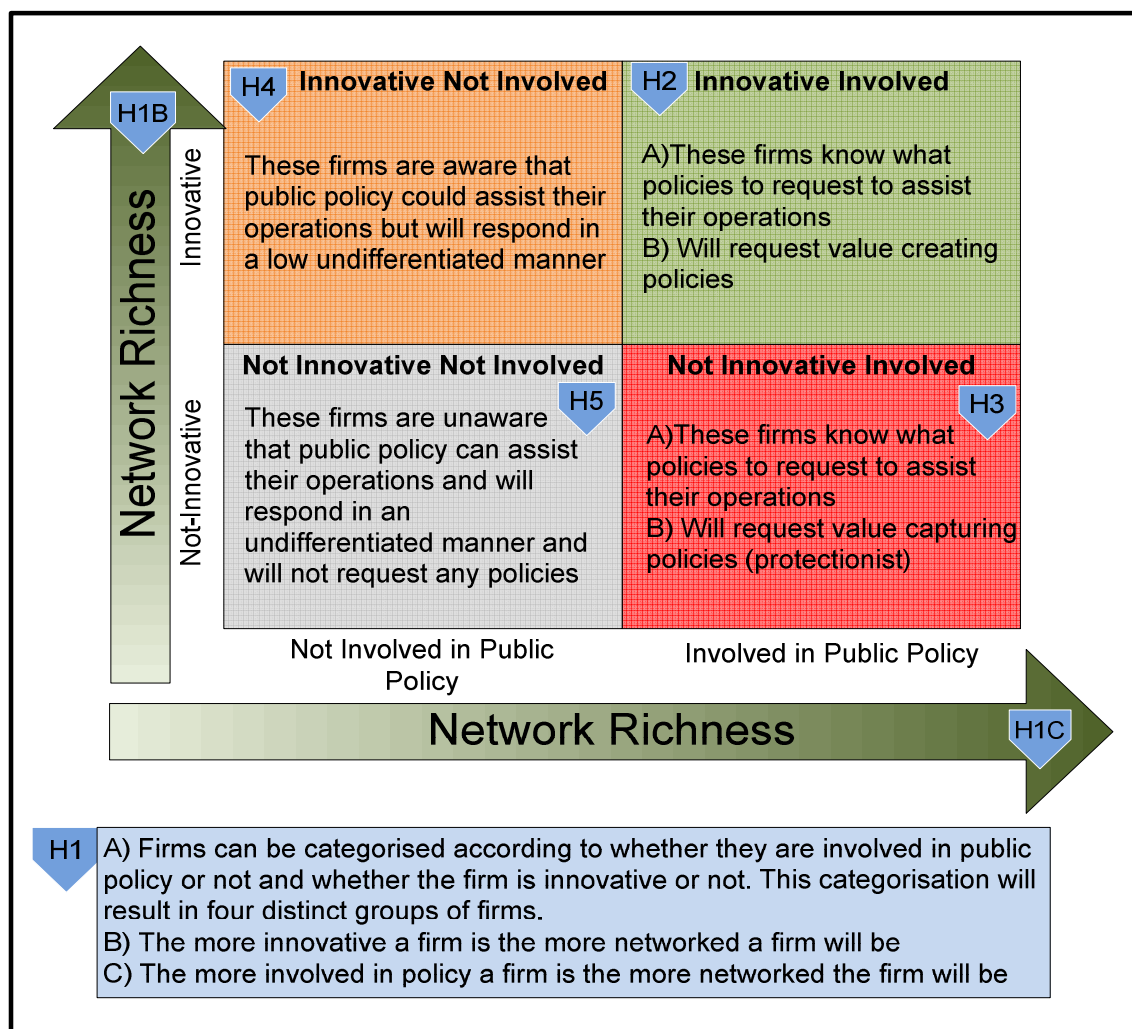 H1B
Network Richness
Innovative
Not-Innovative
H4
Innovative Not Involved
These firms are aware that
public policy could assist their
operations but will respond in
a low undifferentiated manner
H2
Innovative Involved
A)These firms know what
policies to request to assist
their operations
B) Will request value creating
policies
Not Innovative Not Involved
H5
These firms are unaware
that public policy can assist
their operations and will
respond in an
undifferentiated manner and
will not request any policies
Not Innovative Involved
H3
A)These firms know what
policies to request to assist
their operations
B) Will request value capturing
policies (protectionist)
Not Involved in Public
Policy
Involved in Public Policy
Network Richness
H1C
H1
A) Firms can be categorised according to whether they are involved in public
policy or not and whether the firm is innovative or not. This categorisation will
result in four distinct groups of firms.
B) The more innovative a firm is the more networked a firm will be
C) The more involved in policy a firm is the more networked the firm will be